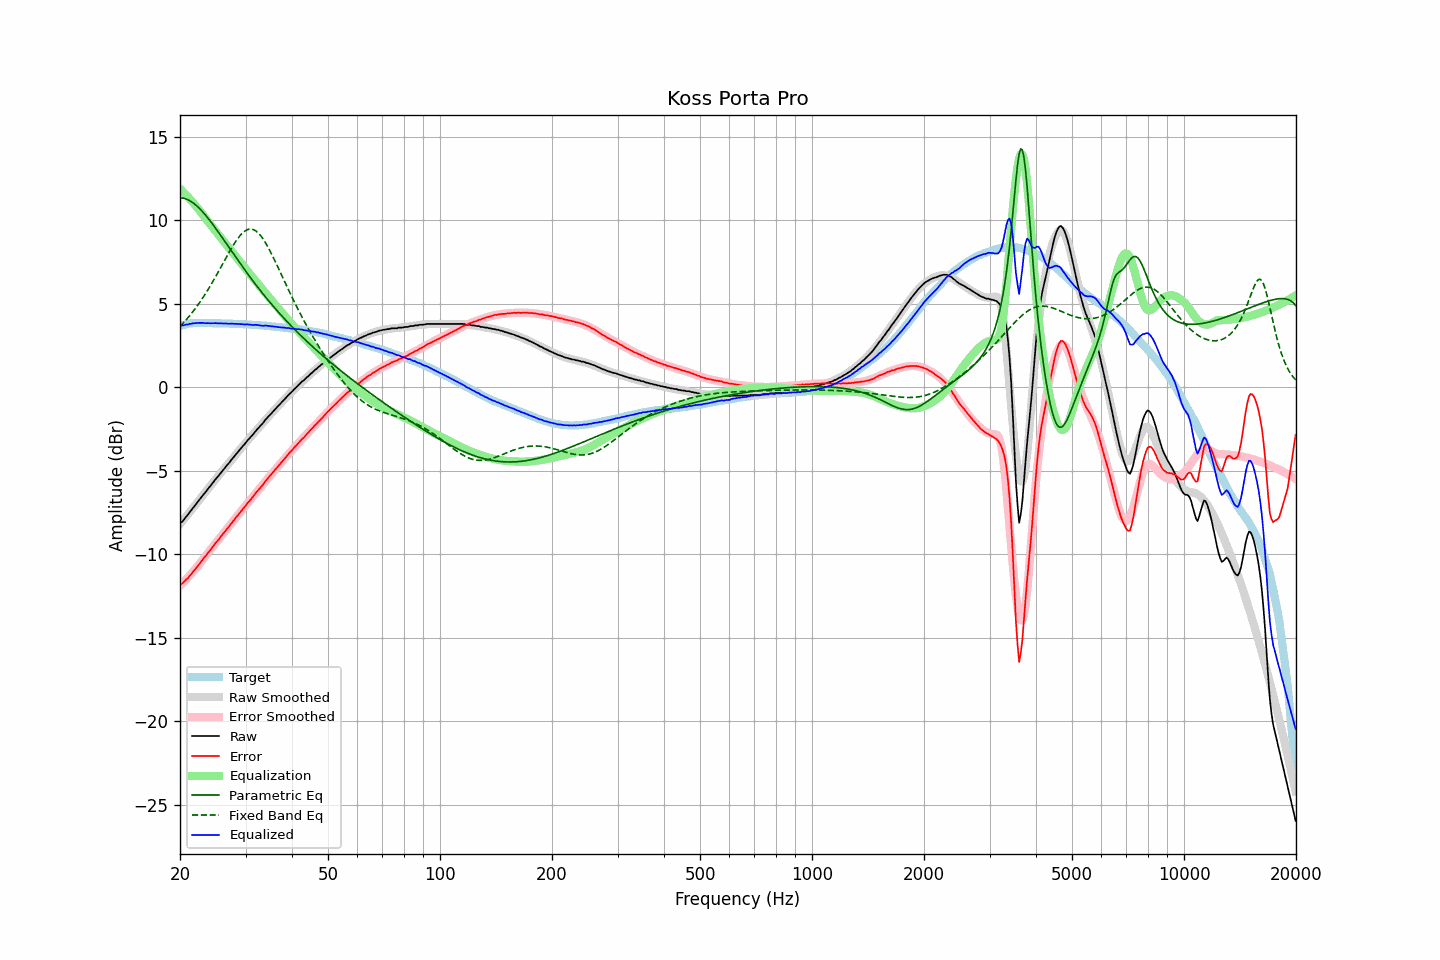 Koss Porta Pro
15
10
5
0
−5
−10
−15
−20
−25
Amplitude (dBr)
Target
Raw Smoothed
Error Smoothed
Raw
Error
Equalization
Parametric Eq
Fixed Band Eq
Equalized
20 50 100 200 500 1000 2000 5000 10000 20000
Frequency (Hz)